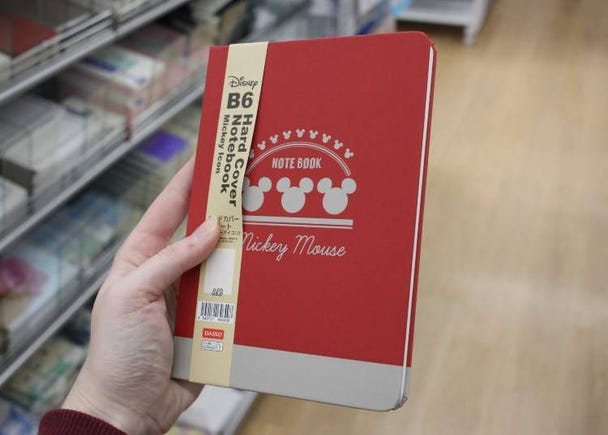 Disney
B6 Hard Cover
Notebook
Mickey Icon
NOTE BOOK
Mickey Mouse
DAISO